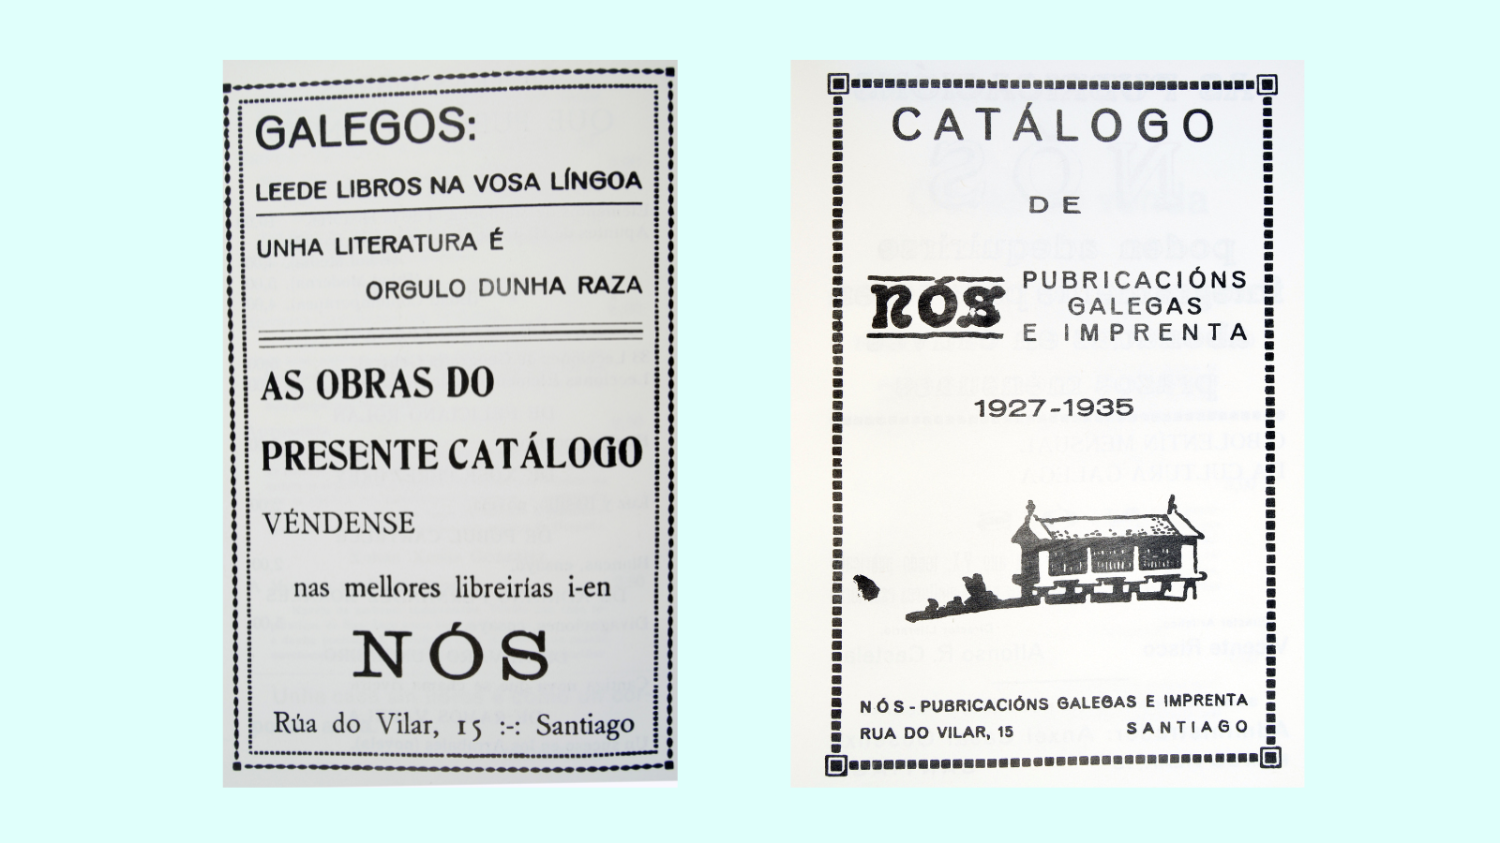 GALEGOS:
LEEDE LIBROS NA VOSA LÍNGOA
UNHA LITERATURA É
ORGULO DUNHA RAZA
AS OBRAS DO
PRESENTE CATÁLOGO
VÉNDENSE
nas mellores libreirías i-en
NÓS
Rúa do Vilar, 15 :-: Santiago
CATÁLOGO
DE
NÓS PUBRICACIÓNS
GALEGAS
E IMPRENTA
1927-1935
NÓS - PUBRICACIÓNS GALEGAS E IMPRENTA
RUA DO VILAR, 15 SANTIAGO